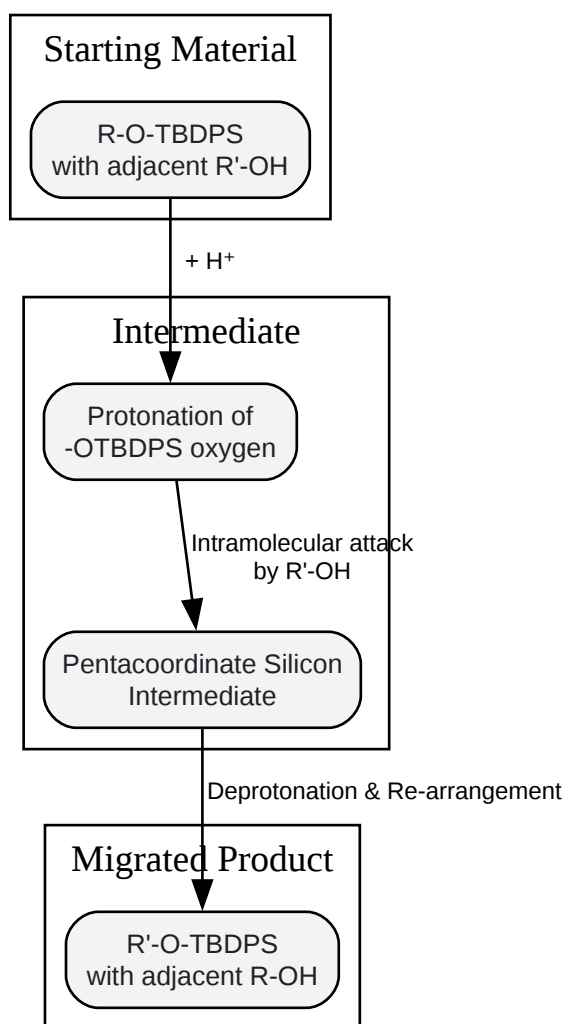 Starting Material
R-O-TBDPS
with adjacent R'-OH
+ H⁺
Intermediate
Protonation of
-OTBDPS oxygen
Intramolecular attack
by R'-OH
Pentacoordinate Silicon
Intermediate
Deprotonation & Re-arrangement
Migrated Product
R'-O-TBDPS
with adjacent R-OH